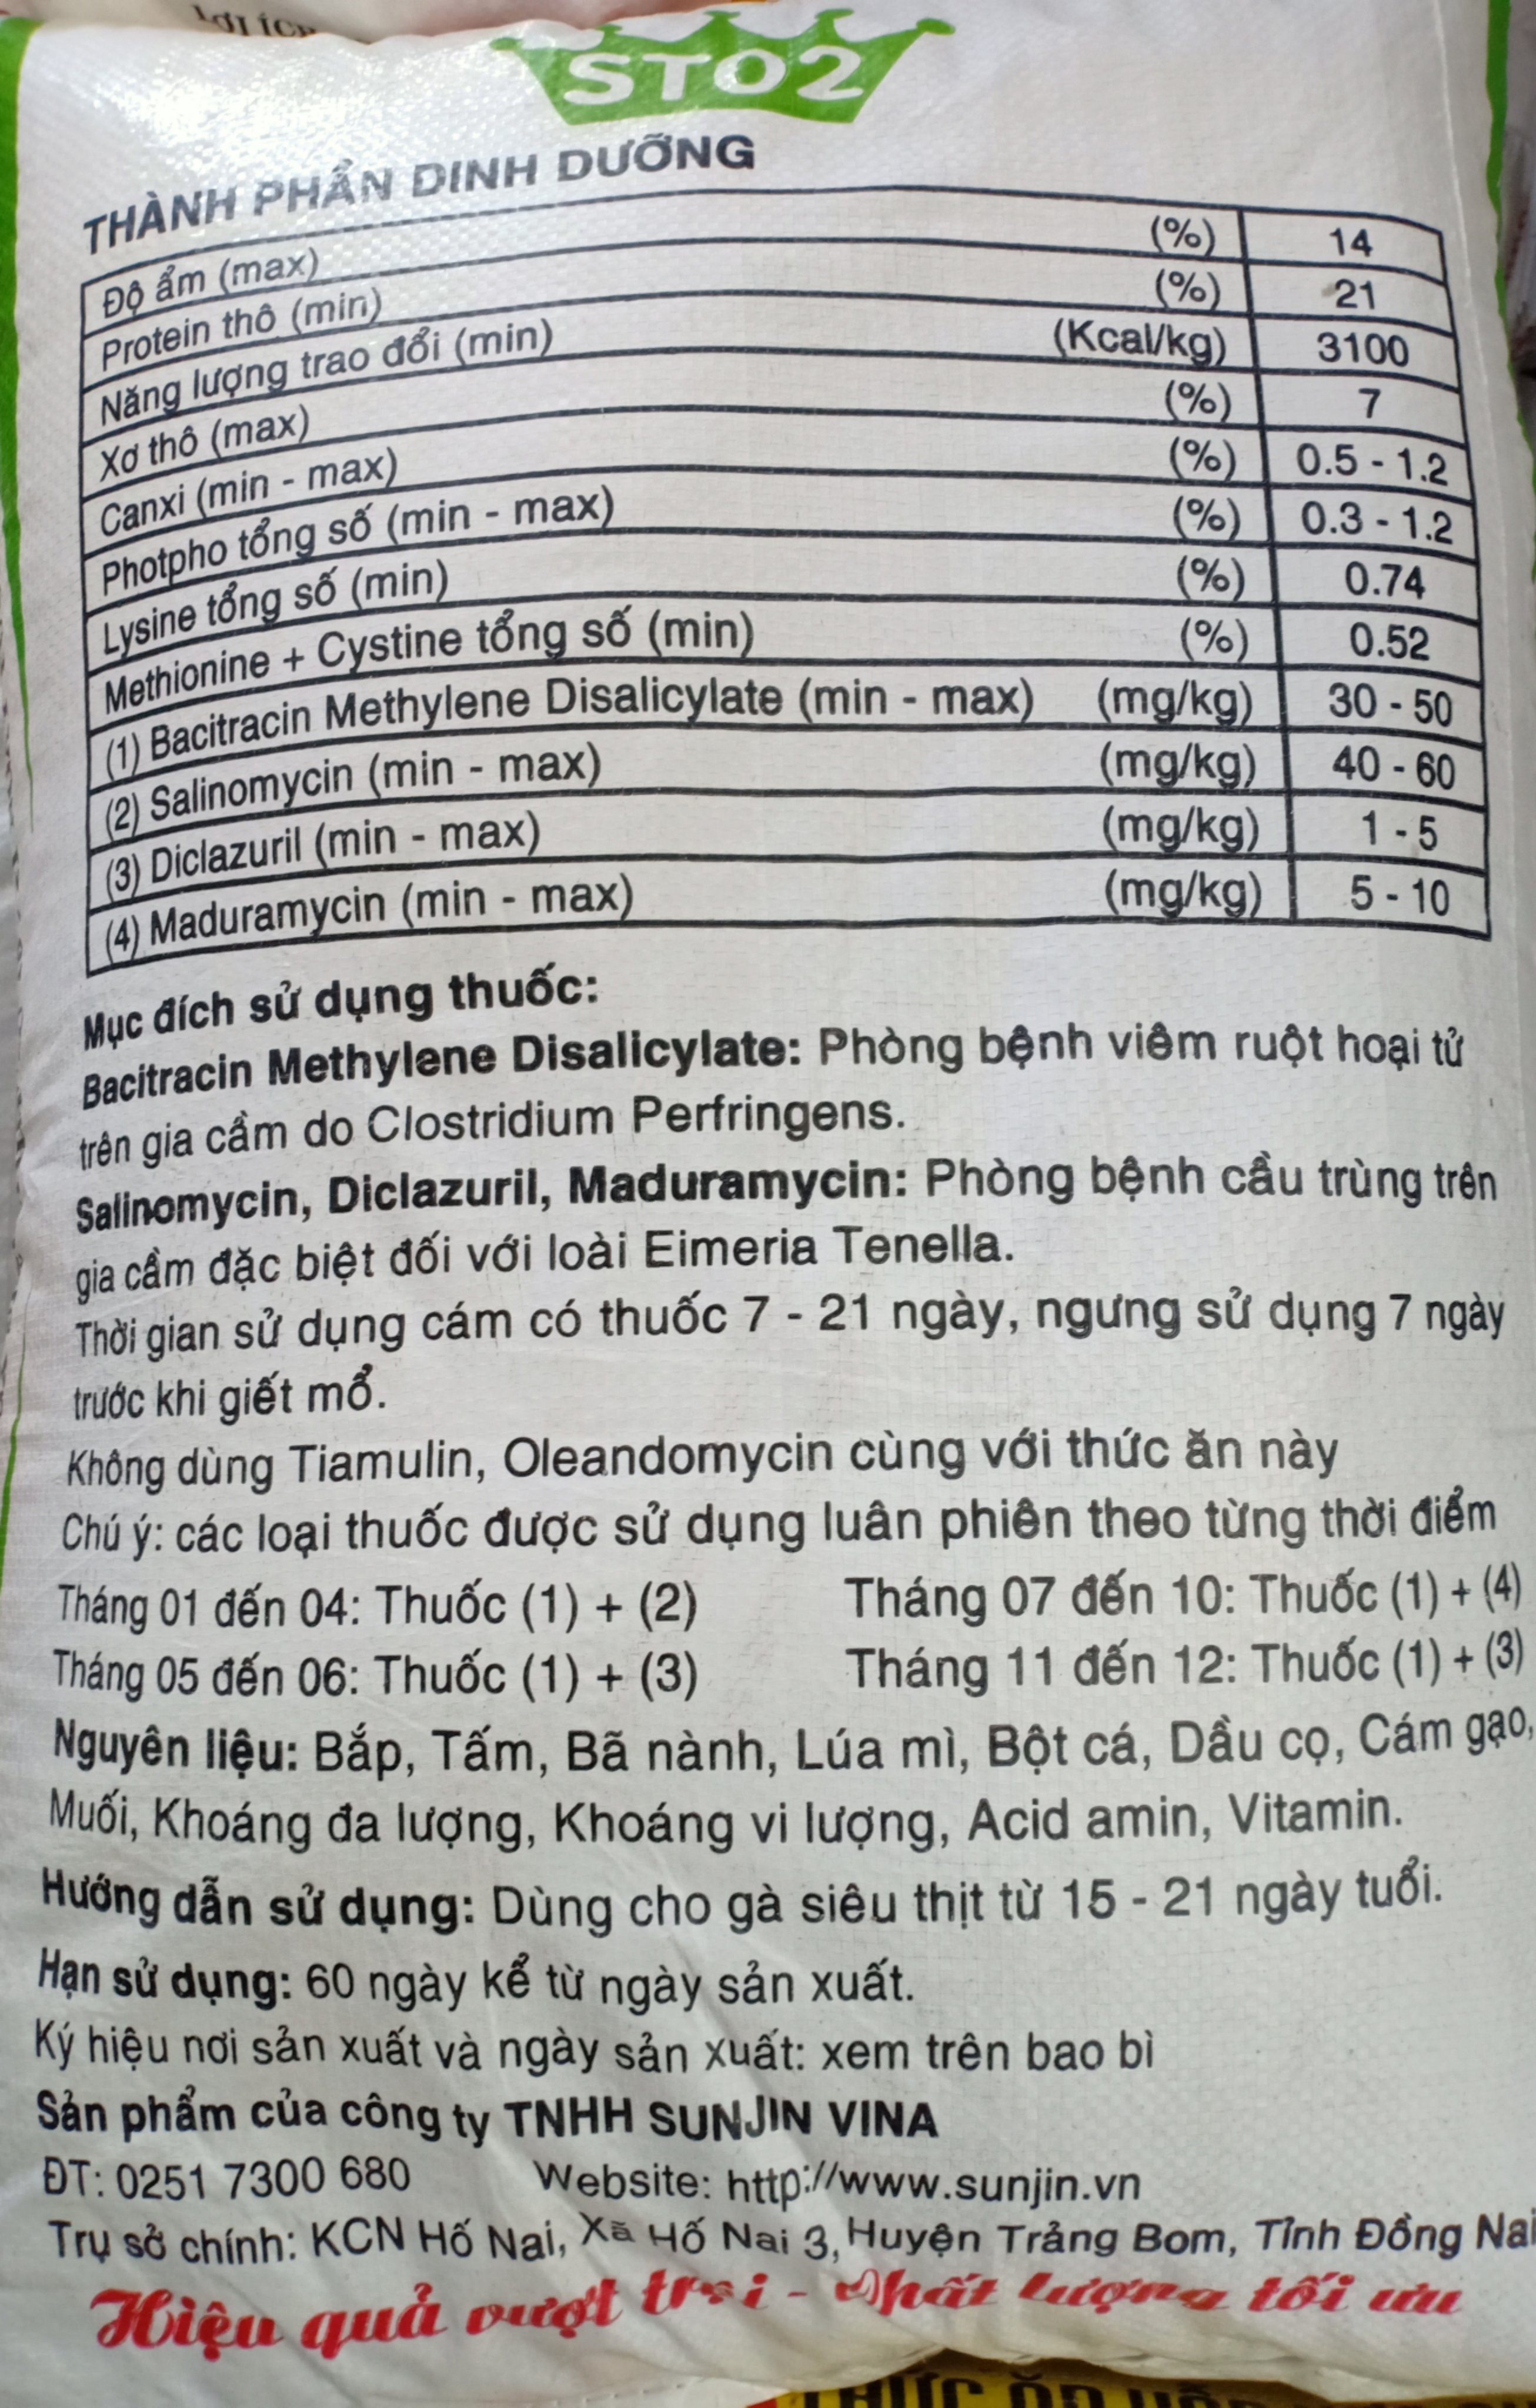 LỢI ÍCH
STO2
THÀNH PHẦN DINH DƯỠNG
Độ ẩm (max) (%) 14
Protein thô (min) (%) 21
Năng lượng trao đổi (min) (Kcal/kg) 3100
Xơ thô (max) (%) 7
Canxi (min - max) (%) 0.5 - 1.2
Photpho tổng số (min - max) (%) 0.3 - 1.2
Lysine tổng số (min) (%) 0.74
Methionine + Cystine tổng số (min) (%) 0.52
(1) Bacitracin Methylene Disalicylate (min - max) (mg/kg) 30 - 50
(2) Salinomycin (min - max) (mg/kg) 40 - 60
(3) Diclazuril (min - max) (mg/kg) 1 - 5
(4) Maduramycin (min - max) (mg/kg) 5 - 10
Mục đích sử dụng thuốc:
Bacitracin Methylene Disalicylate: Phòng bệnh viêm ruột hoại tử
trên gia cầm do Clostridium Perfringens.
Salinomycin, Diclazuril, Maduramycin: Phòng bệnh cầu trùng trên
gia cầm đặc biệt đối với loài Eimeria Tenella.
Thời gian sử dụng cám có thuốc 7 - 21 ngày, ngưng sử dụng 7 ngày
trước khi giết mổ.
Không dùng Tiamulin, Oleandomycin cùng với thức ăn này
Chú ý: các loại thuốc được sử dụng luân phiên theo từng thời điểm
Tháng 01 đến 04: Thuốc (1) + (2) Tháng 07 đến 10: Thuốc (1) + (4)
Tháng 05 đến 06: Thuốc (1) + (3) Tháng 11 đến 12: Thuốc (1) + (3)
Nguyên liệu: Bắp, Tấm, Bã nành, Lúa mì, Bột cá, Dầu cọ, Cám gạo,
Muối, Khoáng đa lượng, Khoáng vi lượng, Acid amin, Vitamin.
Hướng dẫn sử dụng: Dùng cho gà siêu thịt từ 15 - 21 ngày tuổi.
Hạn sử dụng: 60 ngày kể từ ngày sản xuất.
Ký hiệu nơi sản xuất và ngày sản xuất: xem trên bao bì
Sản phẩm của công ty TNHH SUNJIN VINA
ĐT: 0251 7300 680 Website: http://www.sunjin.vn
Trụ sở chính: KCN Hố Nai, Xã Hố Nai 3, Huyện Trảng Bom, Tỉnh Đồng Nai
Hiệu quả vượt trội - Chất lượng tối ưu